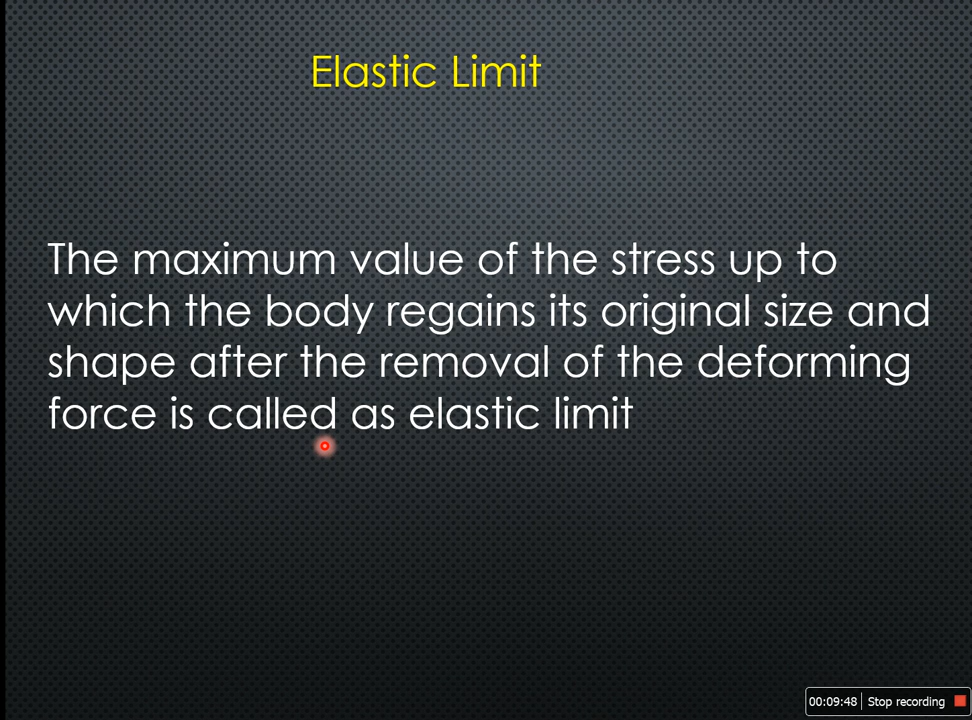 Elastic Limit
The maximum value of the stress up to
which the body regains its original size and
shape after the removal of the deforming
force is called as elastic limit
00:09:48 Stop recording